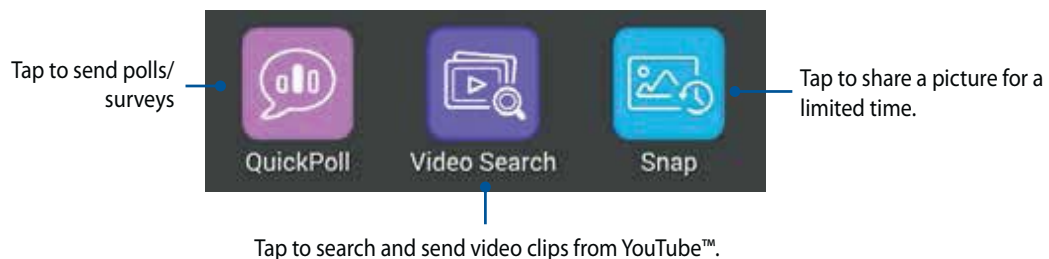 Tap to send polls/
surveys
QuickPoll
Video Search
Snap
Tap to share a picture for a
limited time.
Tap to search and send video clips from YouTube™.